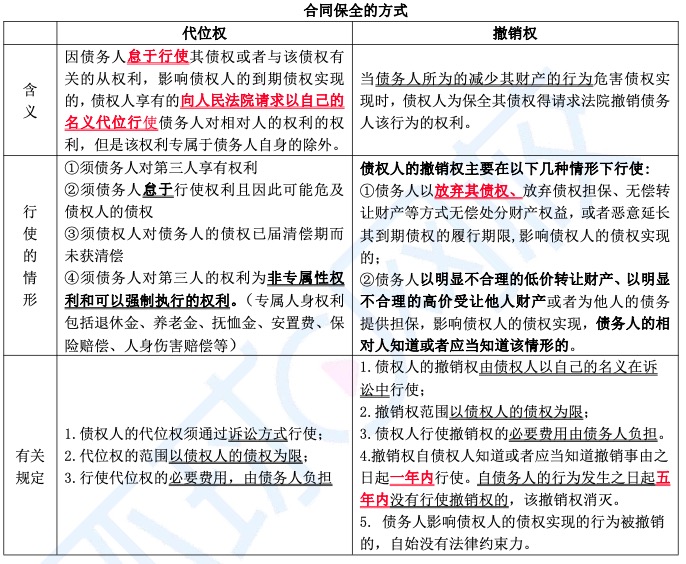 合同保全的方式
代位权
撤销权
含
义
因债务人怠于行使其债权或者与该债权有
关的从权利，影响债权人的到期债权实现
的，债权人享有的向人民法院请求以自己的
名义代位行使债务人对相对人的权利的权
利，但是该权利专属于债务人自身的除外。
当债务人所为的减少其财产的行为危害债权实
现时，债权人为保全其债权得请求法院撤销债务
人该行为的权利。
行
使
的
情
形
①须债务人对第三人享有权利
②须债务人怠于行使权利且因此可能危及
债权人的债权
③须债权人对债务人的债权已届清偿期而
未获清偿
④须债务人对第三人的权利为非专属性权
利和可以强制执行的权利。（专属人身权利
包括退休金、养老金、抚恤金、安置费、保
险赔偿、人身伤害赔偿等）
债权人的撤销权主要在以下几种情形下行使:
①债务人以放弃其债权、放弃债权担保、无偿转
让财产等方式无偿处分财产权益，或者恶意延长
其到期债权的履行期限,影响债权人的债权实现
的；
②债务人以明显不合理的低价转让财产、以明显
不合理的高价受让他人财产或者为他人的债务
提供担保，影响债权人的债权实现，债务人的相
对人知道或者应当知道该情形的。
有关
规定
1.债权人的代位权须通过诉讼方式行使；
2.代位权的范围以债权人的债权为限；
3.行使代位权的必要费用，由债务人负担
1.债权人的撤销权由债权人以自己的名义在诉
讼中行使；
2.撤销权范围以债权人的债权为限；
3.债权人行使撤销权的必要费用由债务人负担。
4.撤销权自债权人知道或者应当知道撤销事由之
日起一年内行使。自债务人的行为发生之日起五
年内没有行使撤销权的，该撤销权消灭。
5. 债务人影响债权人的债权实现的行为被撤销
的，自始没有法律约束力。